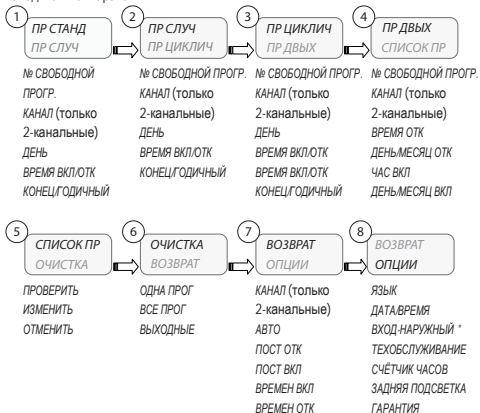 1
ПР СТАНД
ПР СЛУЧ
№ СВОБОДНОЙ
ПРОГР.
КАНАЛ (только
2-канальные)
ДЕНЬ
ВРЕМЯ ВКЛ/ОТК
КОНЕЦ/ГОДИЧНЫЙ
2
ПР СЛУЧ
ПР ЦИКЛИЧ
№ СВОБОДНОЙ ПРОГР.
КАНАЛ (только
2-канальные)
ДЕНЬ
ВРЕМЯ ВКЛ/ОТК
КОНЕЦ/ГОДИЧНЫЙ
3
ПР ЦИКЛИЧ
ПР ДВЫХ
№ СВОБОДНОЙ ПРОГР.
КАНАЛ (только
2-канальные)
ДЕНЬ
ВРЕМЯ ВКЛ/ОТК
ВРЕМЯ ВКЛ/ОТК
КОНЕЦ/ГОДИЧНЫЙ
4
ПР ДВЫХ
СПИСОК ПР
№ СВОБОДНОЙ ПРОГР.
КАНАЛ (только
2-канальные)
ВРЕМЯ ОТК
ДЕНЬ/МЕСЯЦ ОТК
ЧАС ВКЛ
ДЕНЬ/МЕСЯЦ ВКЛ
5
СПИСОК ПР
ОЧИСТКА
ПРОВЕРИТЬ
ИЗМЕНИТЬ
ОТМЕНИТЬ
6
ОЧИСТКА
ВОЗВРАТ
ОДНА ПРОГ
ВСЕ ПРОГ
ВЫХОДНЫЕ
7
ВОЗВРАТ
ОПЦИИ
КАНАЛ (только
2-канальные)
АВТО
ПОСТ ОТК
ПОСТ ВКЛ
ВРЕМЕН ВКЛ
ВРЕМЕН ОТК
8
ВОЗВРАТ
ОПЦИИ
ЯЗЫК
ДАТА/ВРЕМЯ
ВХОД-НАРУЖНЫЙ *
ТЕХОБСЛУЖИВАНИЕ
СЧЁТЧИК ЧАСОВ
ЗАДНЯЯ ПОДСВЕТКА
ГАРАНТИЯ